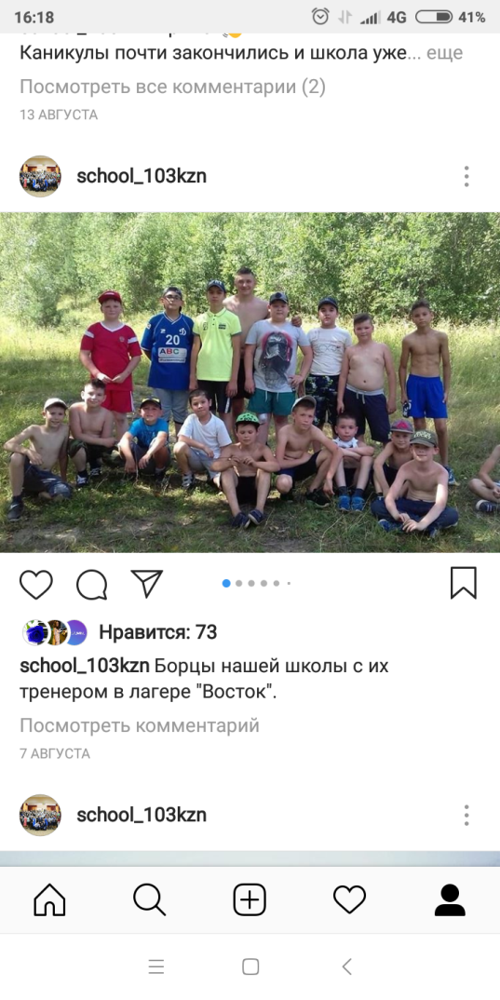 16:18
4G
41%
Каникулы почти закончились и школа уже... еще
Посмотреть все комментарии (2)
13 АВГУСТА
school_103kzn
20
ABC
Нравится: 73
school_103kzn Борцы нашей школы с их
тренером в лагере "Восток".
Посмотреть комментарий
7 АВГУСТА
school_103kzn